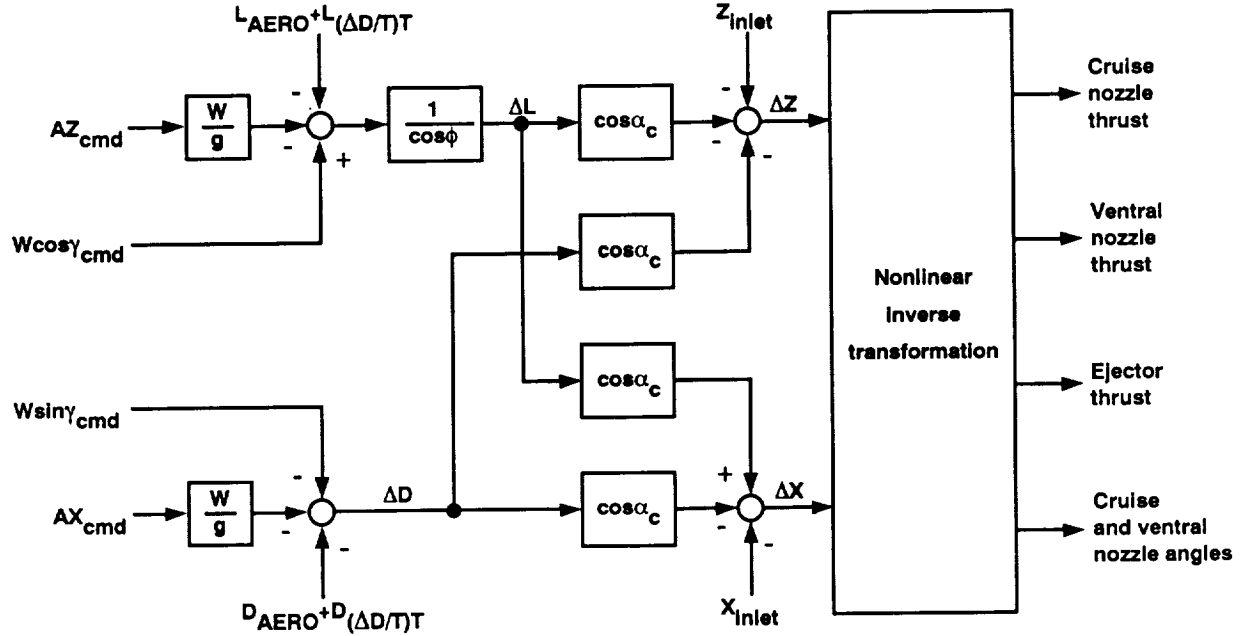 L_AERO+L_(ΔD/T)T
Z_inlet
AZ_cmd
W
g
-
-
+
1
cosϕ
ΔL
cosα_c
-
-
-
ΔZ
Cruise
nozzle
thrust
Wcosγ_cmd
cosα_c
Ventral
nozzle
thrust
Nonlinear
inverse
transformation
cosα_c
Ejector
thrust
Wsinγ_cmd
AX_cmd
W
g
-
-
-
ΔD
cosα_c
+
-
-
ΔX
Cruise
and ventral
nozzle angles
D_AERO+D_(ΔD/T)T
X_inlet